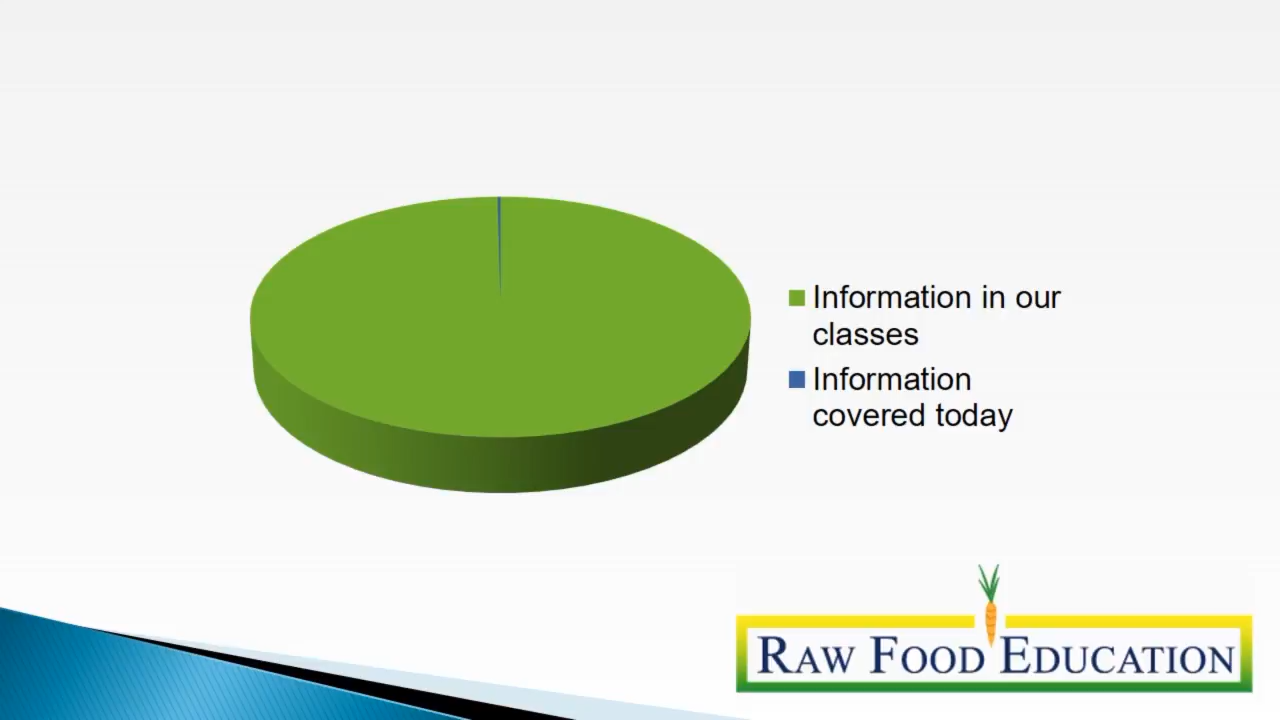 Information in our
classes
Information
covered today
RAW FOOD EDUCATION